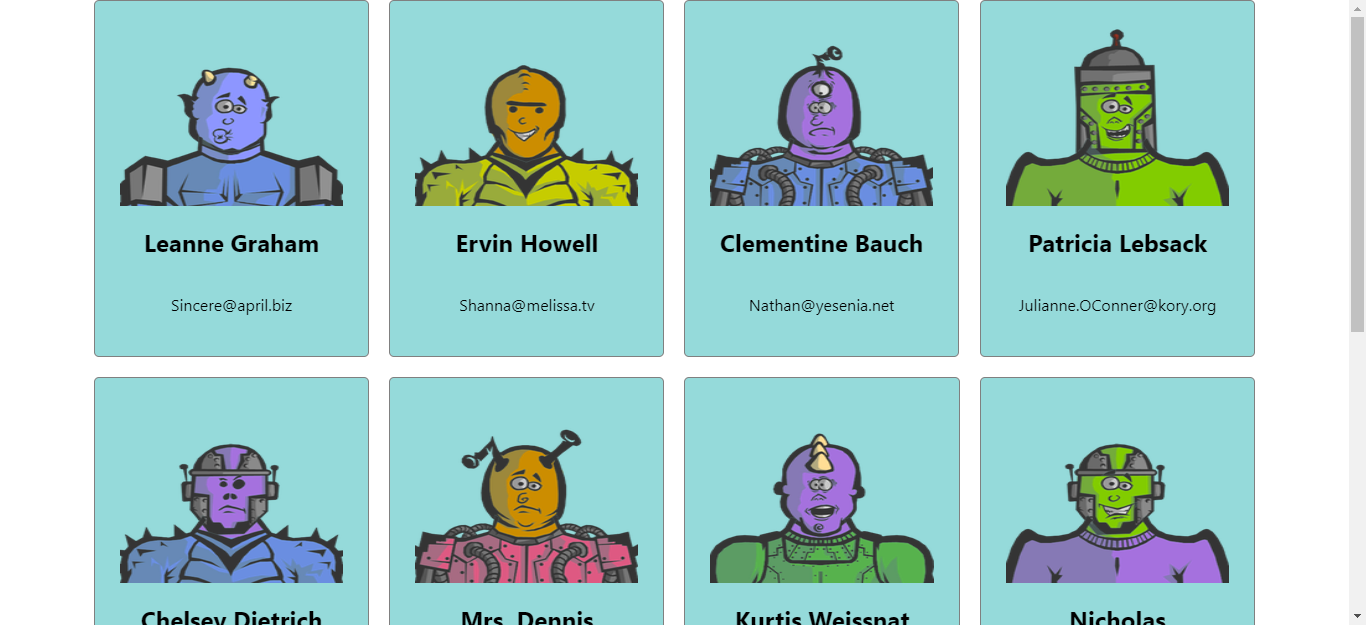 Leanne Graham
Ervin Howell
Clementine Bauch
Patricia Lebsack
Sincere@april.biz
Shanna@melissa.tv
Nathan@yesenia.net
Julianne.OConner@kory.org
Chelsey Dietrich
Mrs. Dennis
Kurtis Weissnat
Nicholas